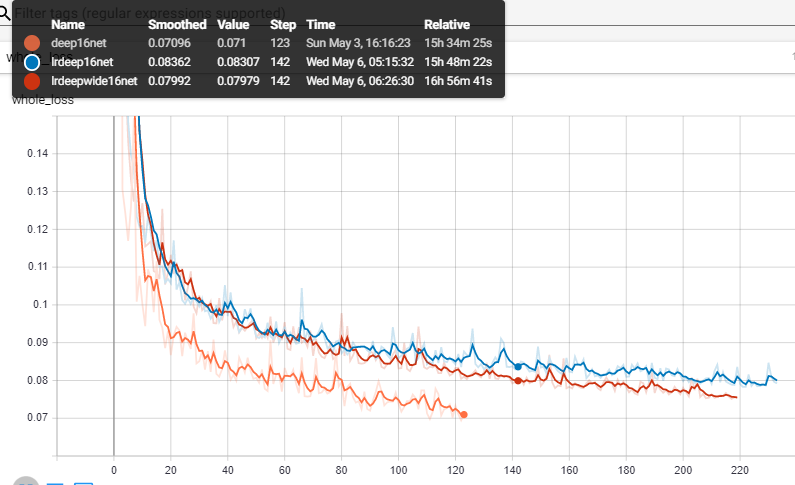 Filter tags (regular expressions supported)
Name Smoothed Value Step Time Relative
deep16net 0.07096 0.071 123 Sun May 3, 16:16:23 15h 34m 25s
lrdeep16net 0.08362 0.08307 142 Wed May 6, 05:15:32 15h 48m 22s
lrdeepwide16net 0.07992 0.07979 142 Wed May 6, 06:26:30 16h 56m 41s
whole_loss
whole_loss
0.14
0.13
0.12
0.11
0.1
0.09
0.08
0.07
0 20 40 60 80 100 120 140 160 180 200 220